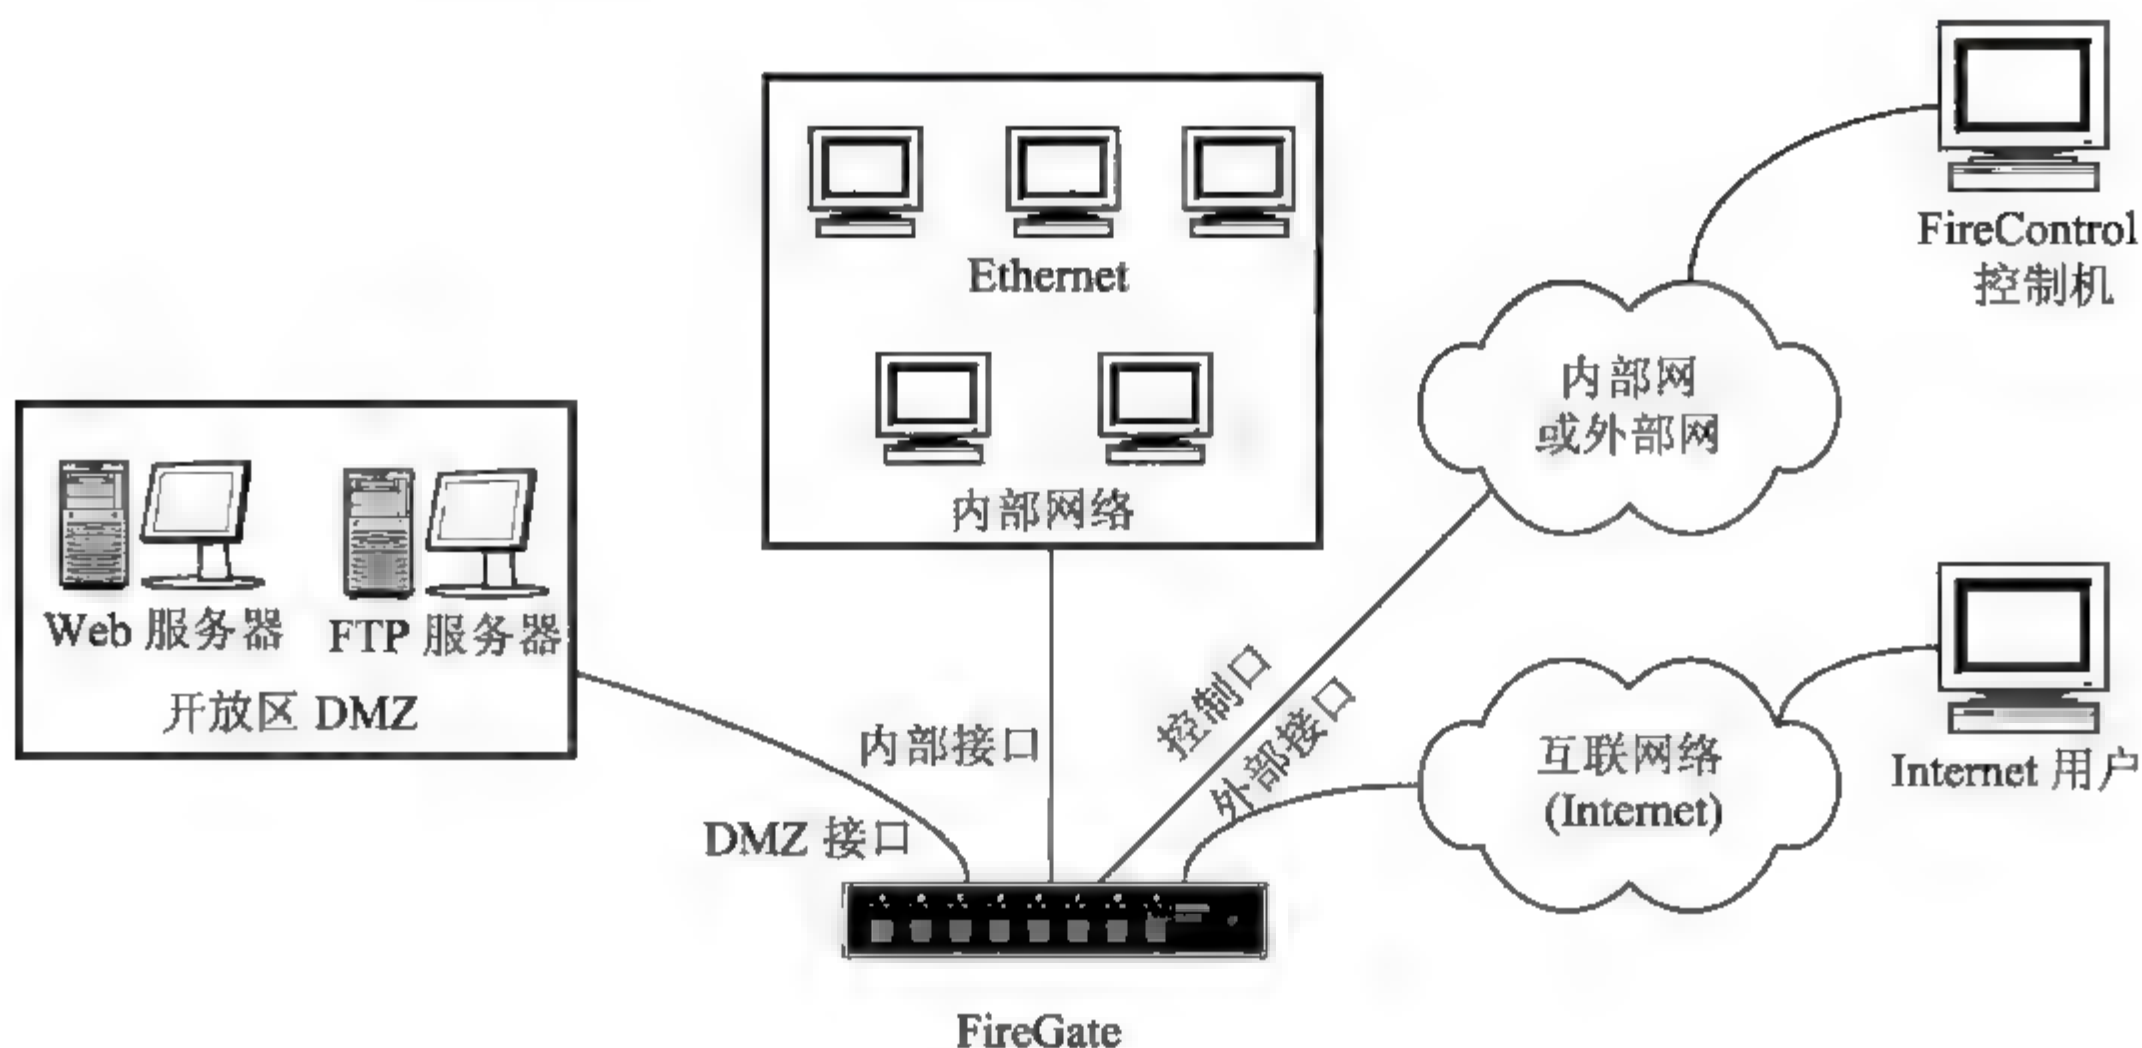 FireControl
控制机
Ethernet
内部网络
内部网
或外部网
Web 服务器
FTP 服务器
开放区 DMZ
内部接口
控制口
外部接口
DMZ 接口
互联网络
(Internet)
Internet 用户
FireGate